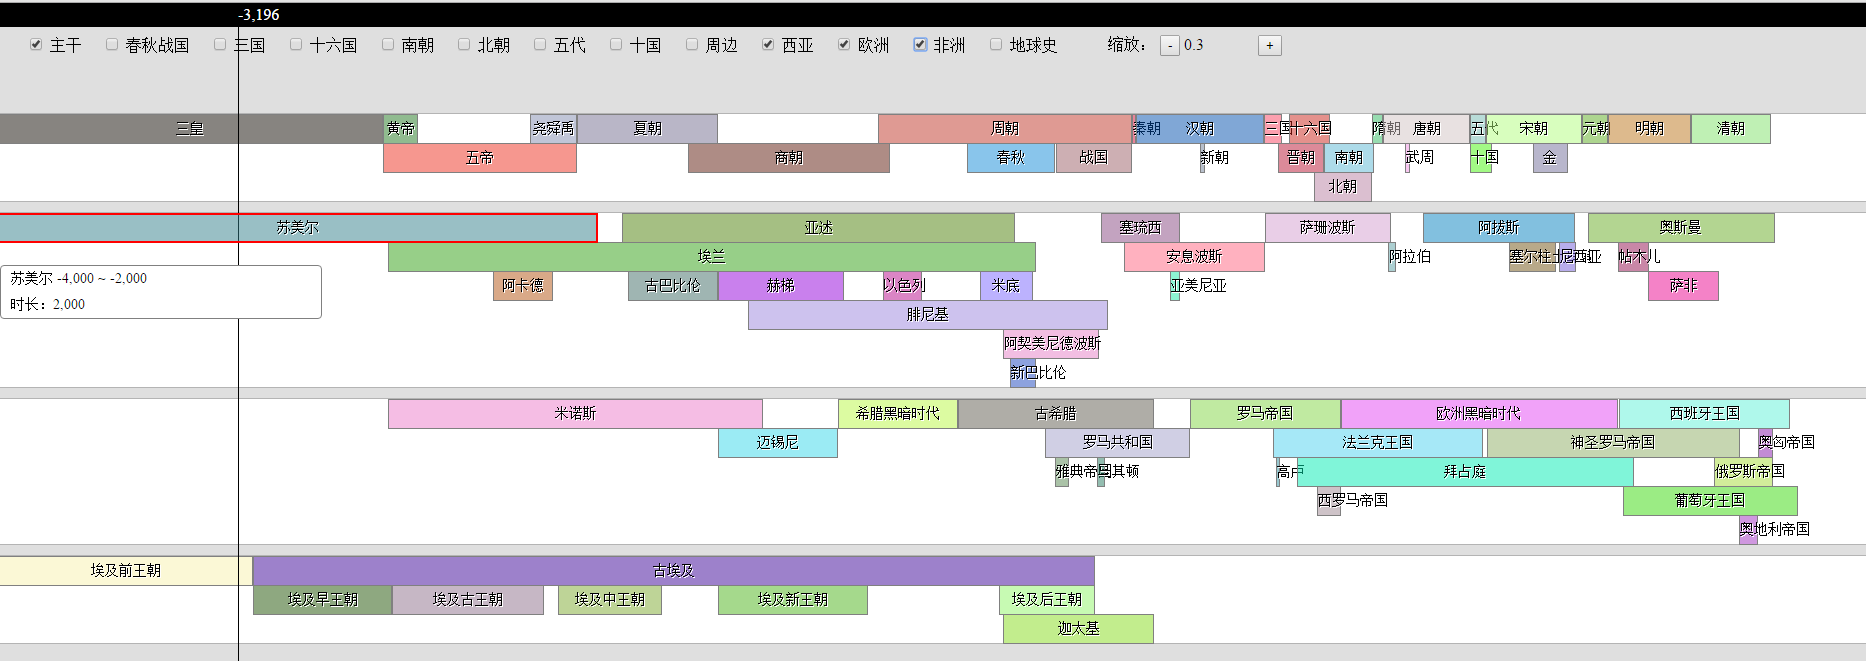 -3,196
主干 春秋战国 三国 十六国 南朝 北朝 五代 十国 周边 西亚 欧洲 非洲 地球史 缩放： - 0.3 +
三皇 黄帝 尧舜禹 夏朝 周朝 秦朝 汉朝 三国 十六国 隋朝 唐朝 五代 宋朝 元朝 明朝 清朝
五帝 商朝 春秋 战国 新朝 晋朝 南朝 武周 十国 金
北朝
苏美尔 亚述 塞琉西 萨珊波斯 阿拔斯 奥斯曼
埃兰 安息波斯 阿拉伯 塞尔柱土 尼西亚 帖木儿
苏美尔 -4,000 ~ -2,000
时长：2,000
阿卡德 古巴比伦 赫梯 以色列 米底 亚美尼亚 萨非
腓尼基
阿契美尼德波斯
新巴比伦
米诺斯 希腊黑暗时代 古希腊 罗马帝国 欧洲黑暗时代 西班牙王国
迈锡尼 罗马共和国 法兰克王国 神圣罗马帝国 奥匈帝国
雅典帝 其顿 高卢 拜占庭 俄罗斯帝国
西罗马帝国 葡萄牙王国
奥地利帝国
埃及前王朝 古埃及
埃及早王朝 埃及古王朝 埃及中王朝 埃及新王朝 埃及后王朝
迦太基